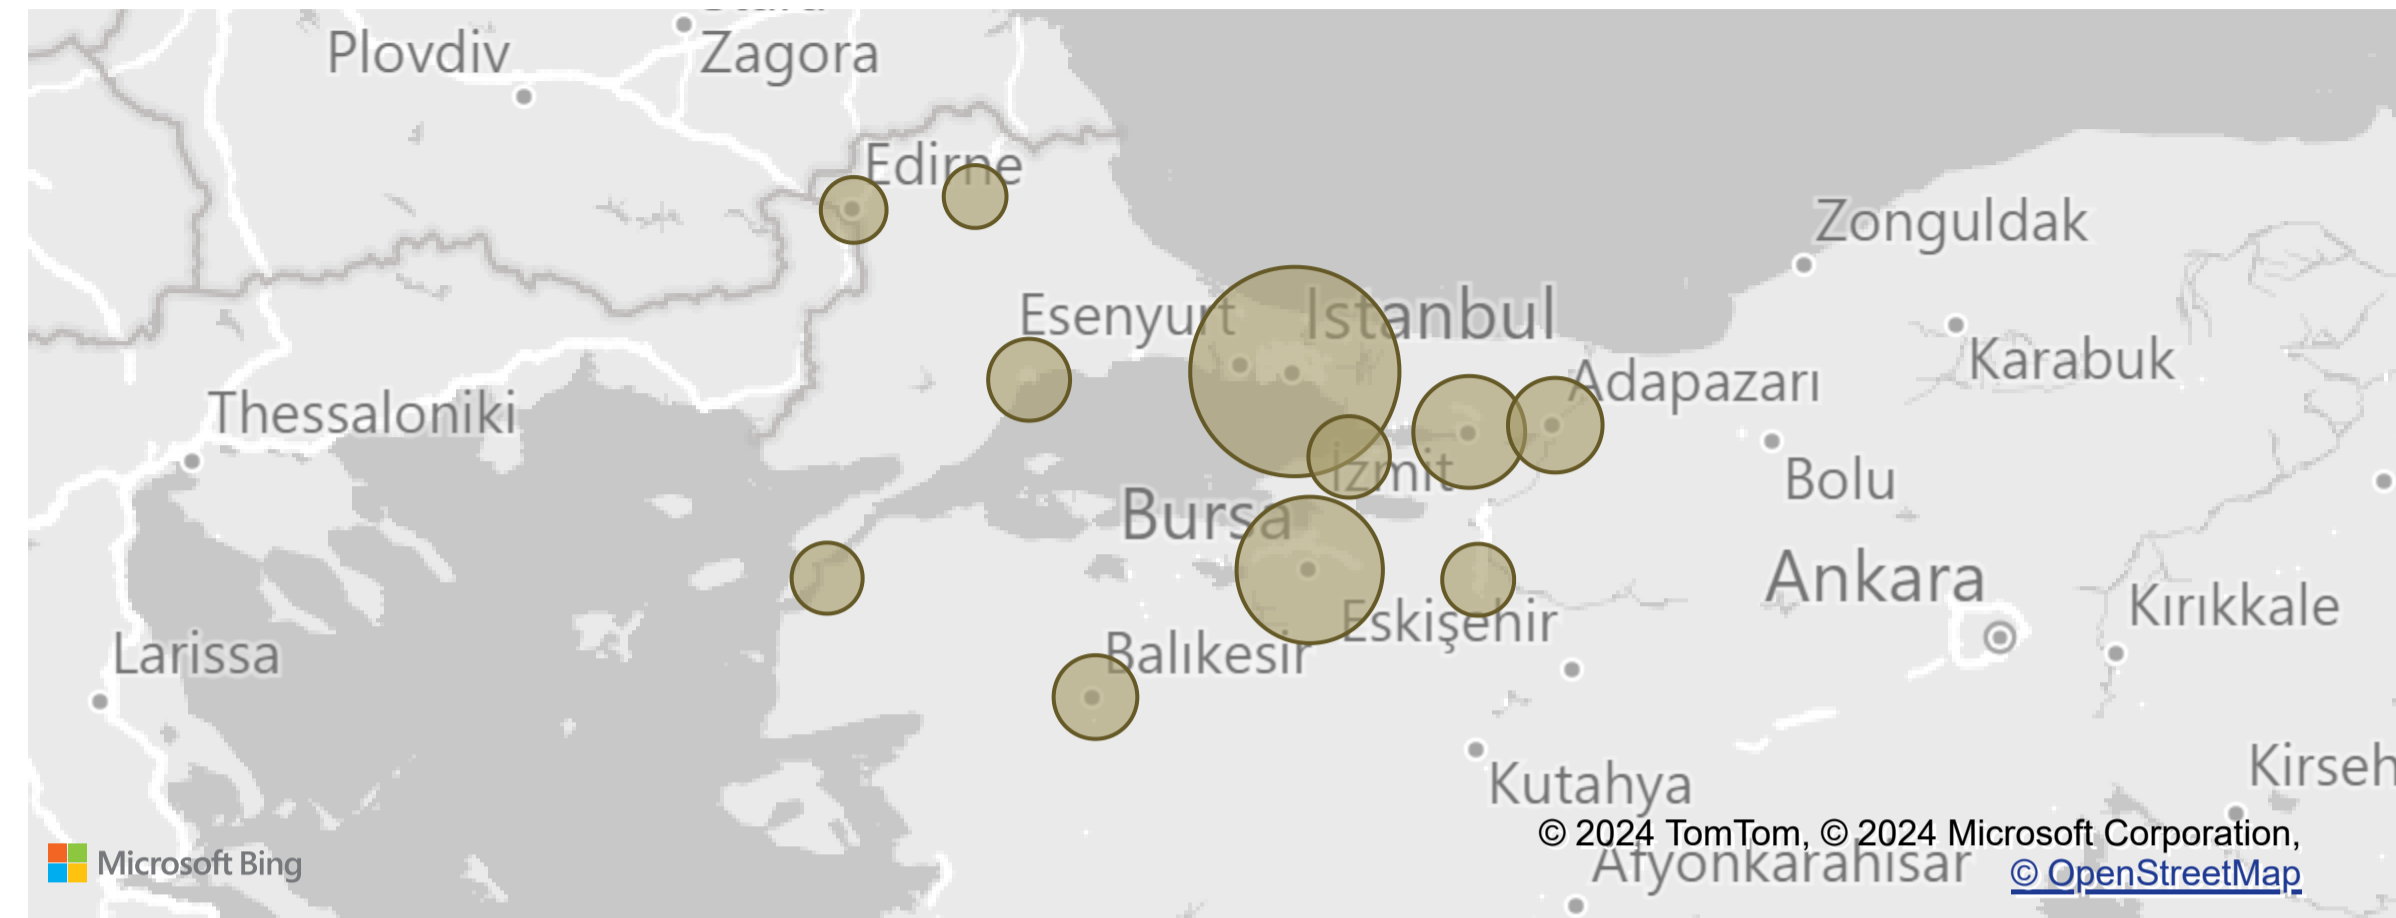 Plovdiv
Zagora
Edirne
Zonguldak
Esenyurt
Istanbul
Karabuk
Adapazarı
Thessaloniki
İzmit
Bolu
Bursa
Ankara
Kırıkkale
Eskişehir
Balıkesir
Larissa
Kutahya
Kirseh
© 2024 TomTom, © 2024 Microsoft Corporation,
Afyonkarahisar
© OpenStreetMap
Microsoft Bing